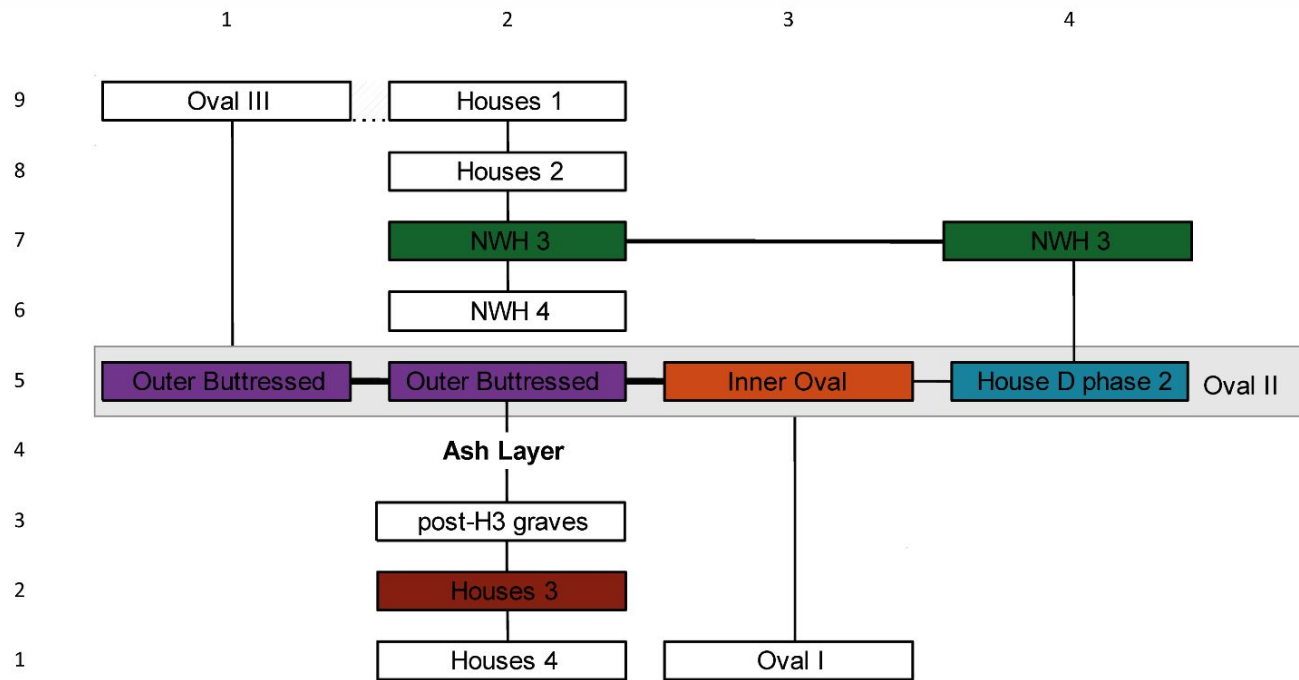 1 2 3 4
9 Oval III Houses 1
8 Houses 2
7 NWH 3 NWH 3
6 NWH 4
5 Outer Buttressed Outer Buttressed Inner Oval House D phase 2 Oval II
4 Ash Layer
3 post-H3 graves
2 Houses 3
1 Houses 4 Oval I